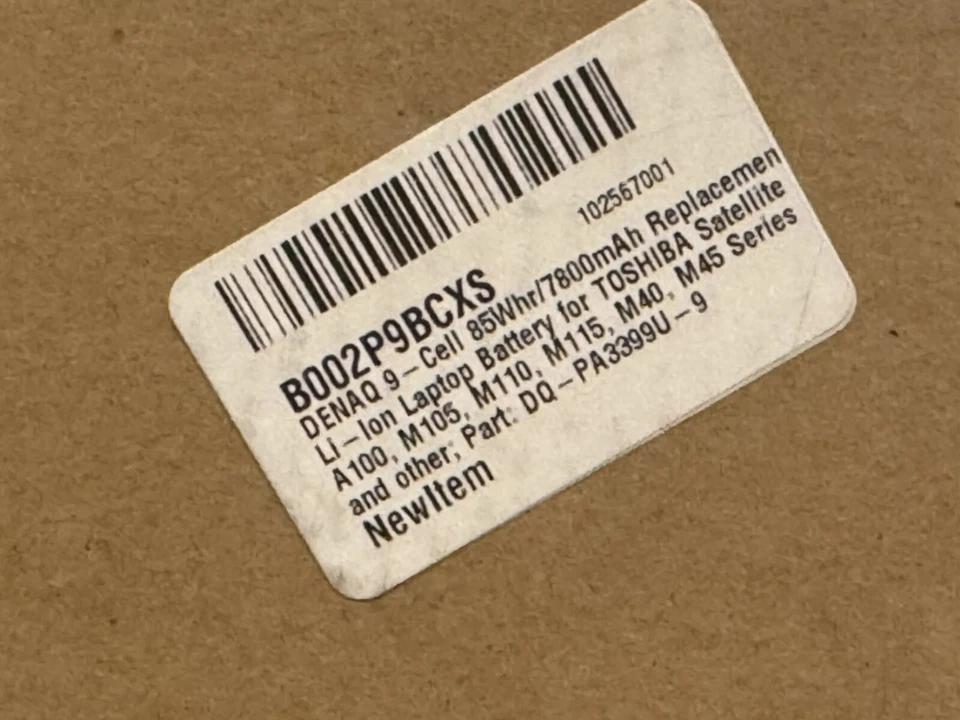 102567001
B002P9BCXS
DENAQ 9-Cell 85Whr/7800mAh Replacemen
Li-Ion Laptop Battery for TOSHIBA Satellite
A100, M105, M110, M115, M40, M45 Series
and other; Part: DQ-PA3399U-9
NewItem